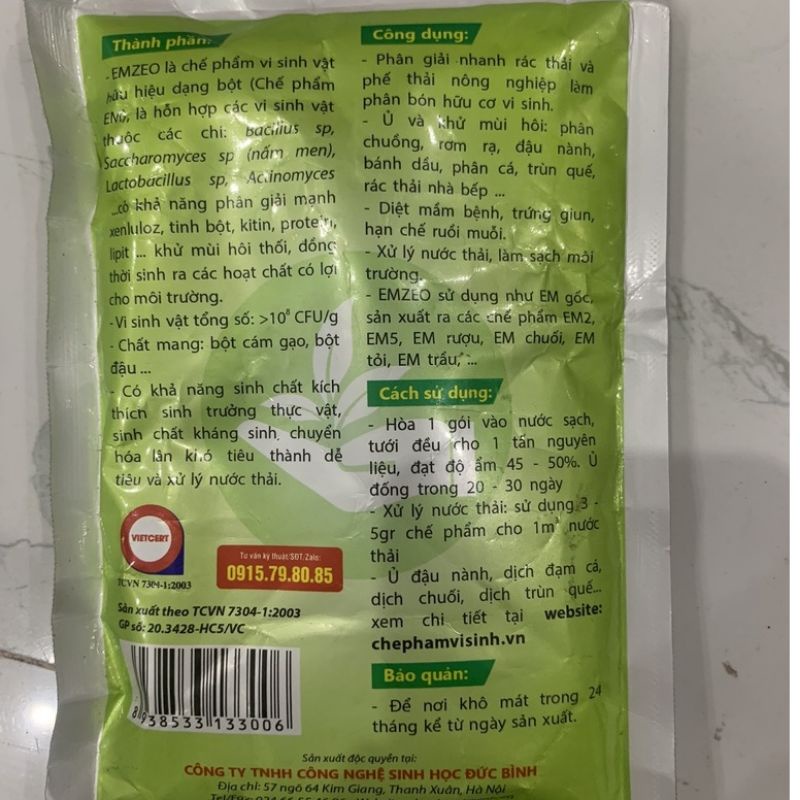 Thành phần:
- EMZEO là chế phẩm vi sinh vật
hữu hiệu dạng bột (Chế phẩm
EM), là hỗn hợp các vi sinh vật
thuộc các chi: Bacillus sp,
Saccharomyces sp (nấm men),
Lactobacillus sp, Actinomyces
...có khả năng phân giải mạnh
xenluloz, tinh bột, kitin, protein,
lipit ... khử mùi hôi thối, đồng
thời sinh ra các hoạt chất có lợi
cho môi trường.
- Vi sinh vật tổng số: >10⁸ CFU/g
- Chất mang: bột cám gạo, bột
đậu ...
- Có khả năng sinh chất kích
thích sinh trưởng thực vật,
sinh chất kháng sinh, chuyển
hóa lân khó tiêu thành dễ
tiêu và xử lý nước thải.
VIETCERT
TCVN 7304-1:2003
Tư vấn kỹ thuật/SĐT/Zalo:
0915.79.80.85
Sản xuất theo TCVN 7304-1:2003
GP số: 20.3428-HC5/VC
8 938533 133006
Công dụng:
- Phân giải nhanh rác thải và
phế thải nông nghiệp làm
phân bón hữu cơ vi sinh.
- Ủ và khử mùi hôi: phân
chuồng, rơm rạ, đậu nành,
bánh dầu, phân cá, trùn quế,
rác thải nhà bếp ...
- Diệt mầm bệnh, trứng giun,
hạn chế ruồi muỗi.
- Xử lý nước thải, làm sạch môi
trường.
- EMZEO sử dụng như EM gốc,
sản xuất ra các chế phẩm EM2,
EM5, EM rượu, EM chuối, EM
tỏi, EM trấu, ...
Cách sử dụng:
- Hòa 1 gói vào nước sạch,
tưới đều cho 1 tấn nguyên
liệu, đạt độ ẩm 45 - 50%. Ủ
đống trong 20 - 30 ngày
- Xử lý nước thải: sử dụng 3 -
5gr chế phẩm cho 1m³ nước
thải
- Ủ đậu nành, dịch đạm cá,
dịch chuối, dịch trùn quế...
xem chi tiết tại website:
chephamvisinh.vn
Bảo quản:
- Để nơi khô mát trong 24
tháng kể từ ngày sản xuất.
Sản xuất độc quyền tại:
CÔNG TY TNHH CÔNG NGHỆ SINH HỌC ĐỨC BÌNH
Địa chỉ: 57 ngõ 64 Kim Giang, Thanh Xuân, Hà Nội